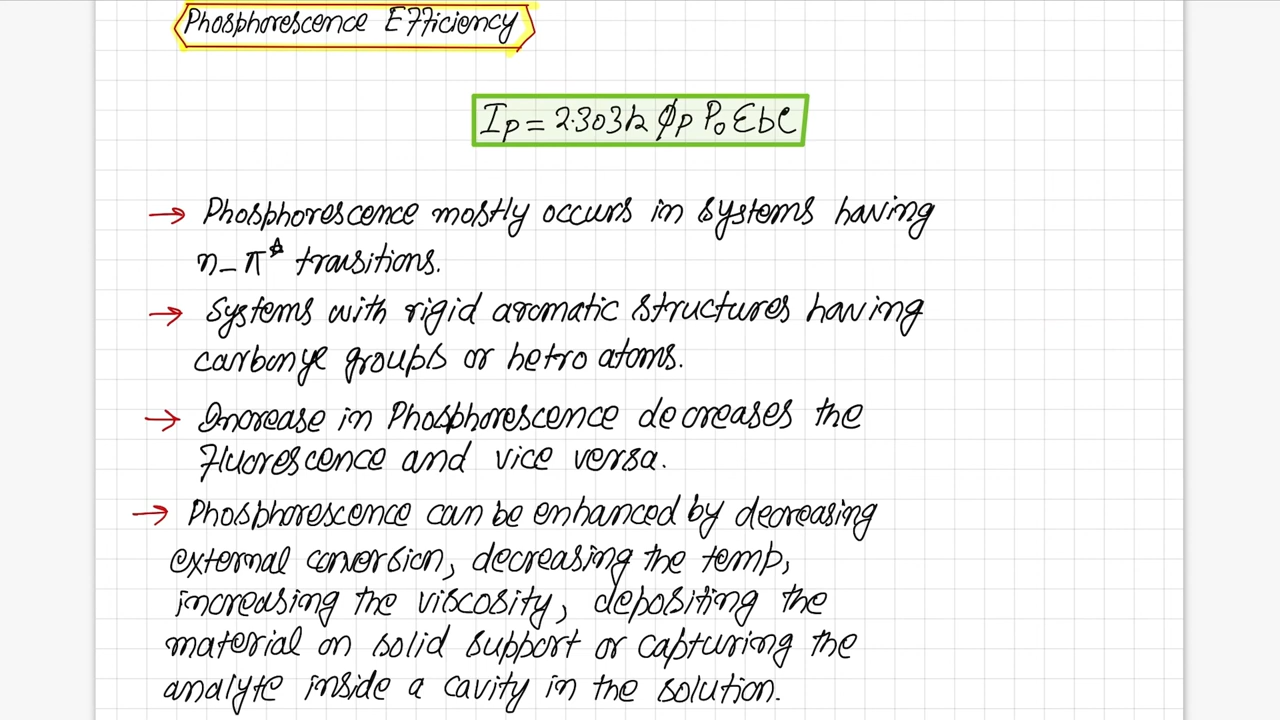 Phosphorescence Efficiency
Ip = 2.303k φp P₀ Ɛbc
→ Phosphorescence mostly occurs in systems having
n–π* transitions.
→ Systems with rigid aromatic structures having
carbonyl groups or hetro atoms.
→ Increase in Phosphorescence decreases the
Fluorescence and vice versa.
→ Phosphorescence can be enhanced by decreasing
external conversion, decreasing the temp,
increasing the viscosity, depositing the
material on solid support or capturing the
analyte inside a cavity in the solution.